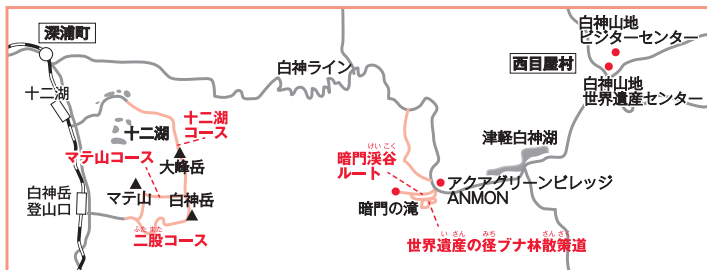 深浦町
十二湖
十二湖
十二湖
コース
マテ山コース
大峰岳
マテ山
白神岳
白神岳
登山口
ふたまた
二股コース
白神ライン
けいこく
暗門渓谷
ルート
暗門の滝
アクアグリーンビレッジ
ANMON
いさん みち さんさく
世界遺産の径ブナ林散策道
津軽白神湖
西目屋村
白神山地
ビジターセンター
白神山地
世界遺産センター